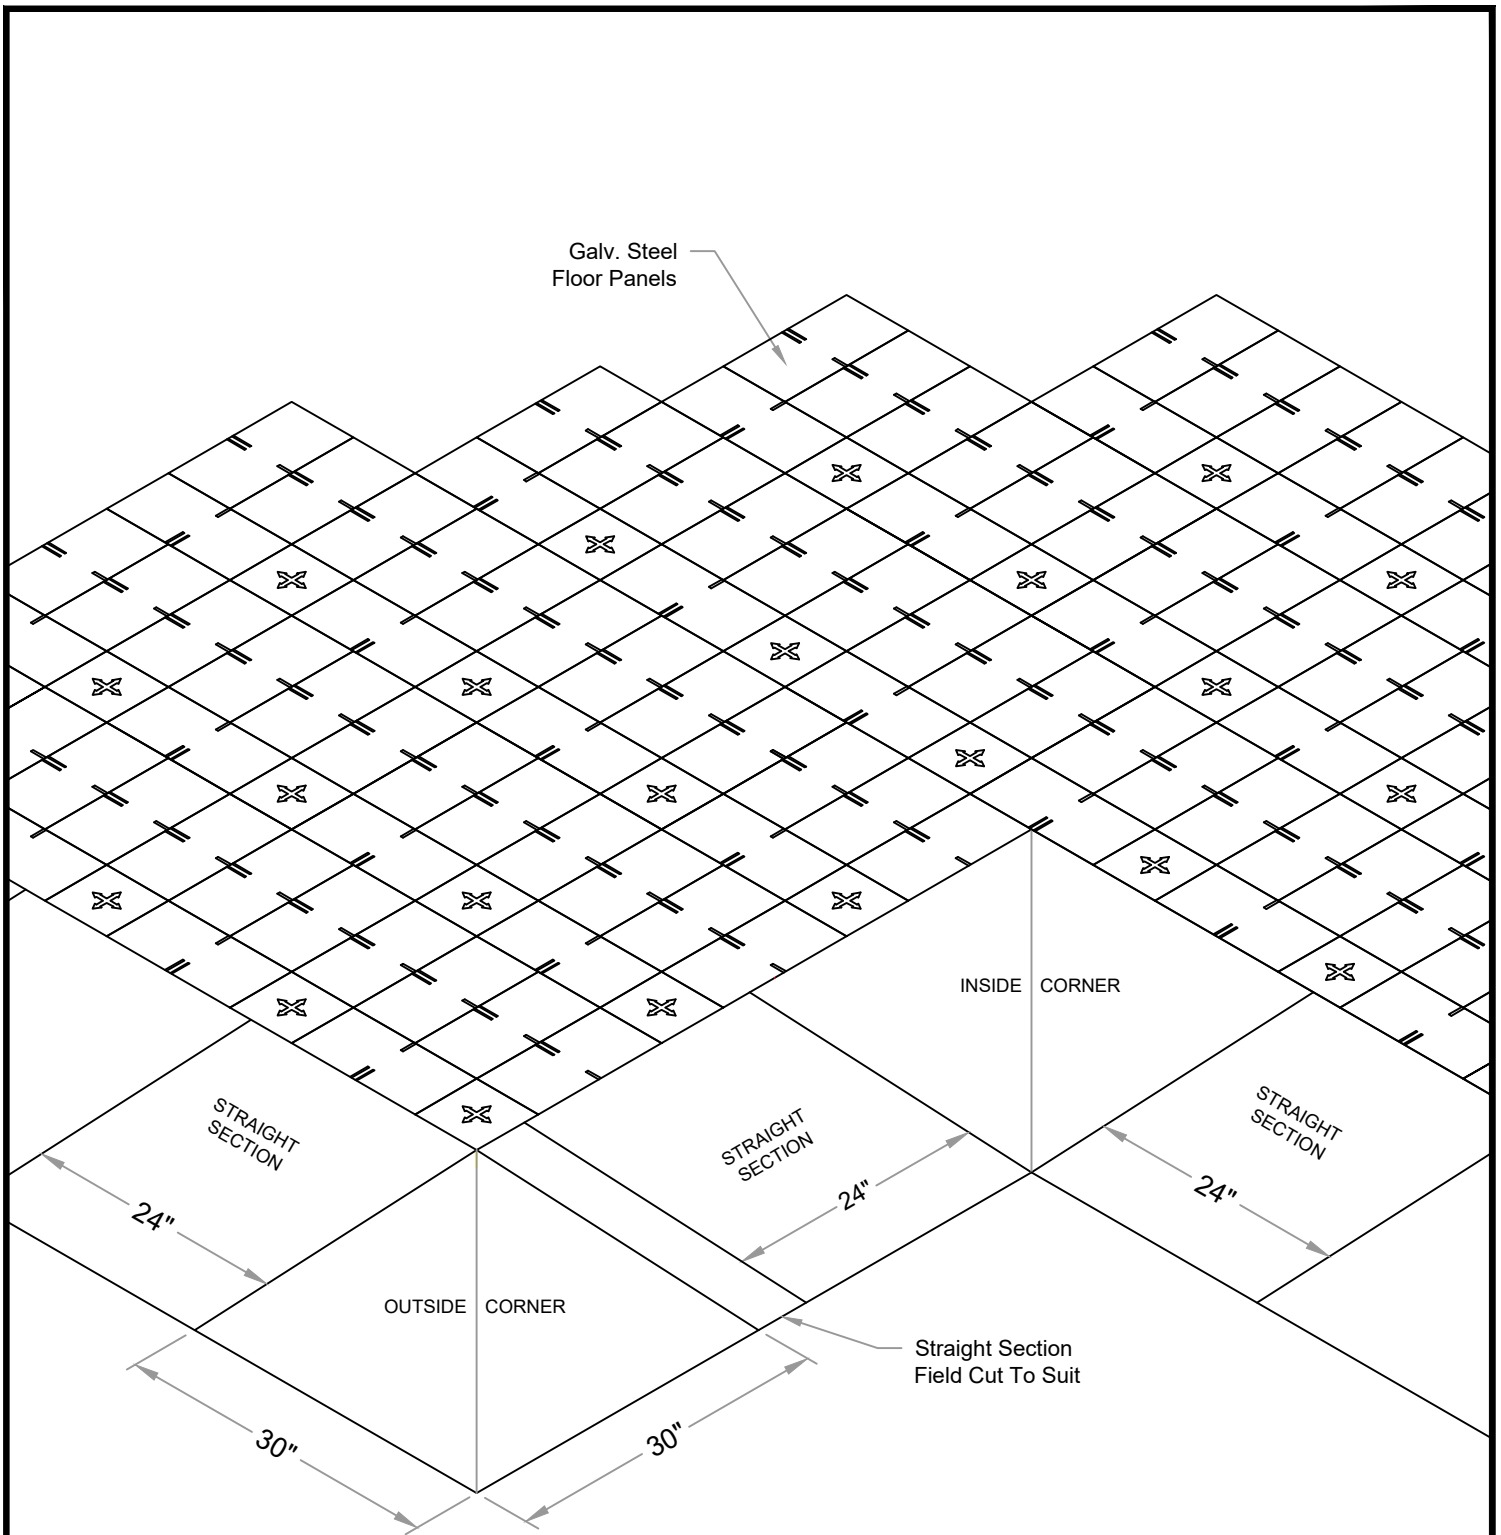 Galv. Steel
Floor Panels
INSIDE CORNER
STRAIGHT
SECTION
24"
STRAIGHT
SECTION
24"
STRAIGHT
SECTION
24"
OUTSIDE CORNER
Straight Section
Field Cut To Suit
30"
30"